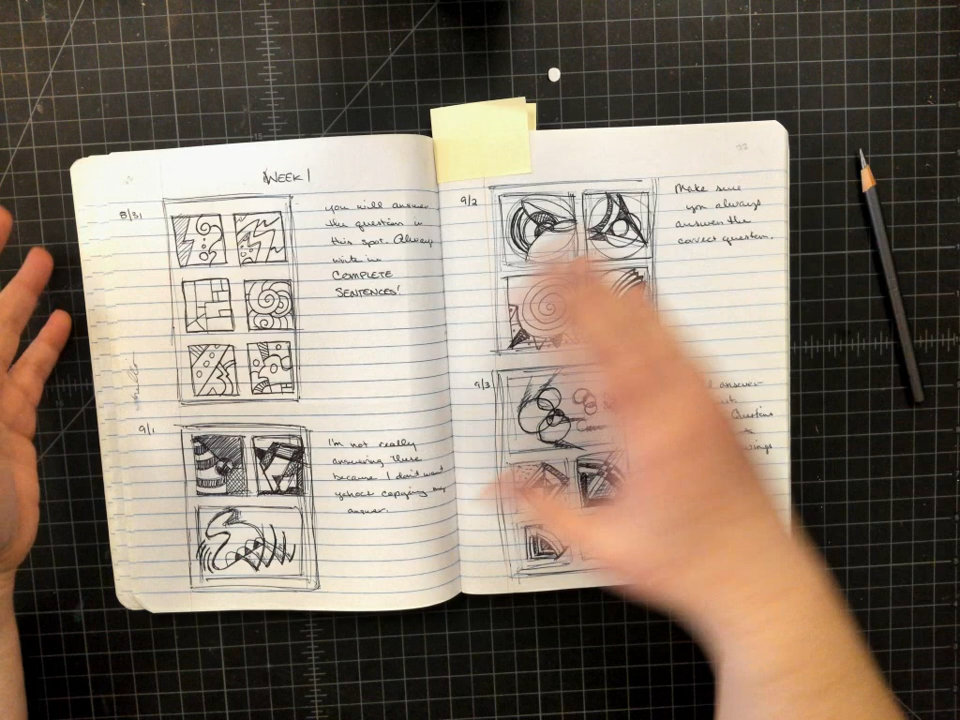 WEEK 1
8/31
you will answer
the question in
this spot. Always
write in
COMPLETE
SENTENCES!
9/1
I'm not really
answering these
because I don't want
copying my
answer.
9/2
Make sure
you always
answer the
correct question.
9/3
answer
Question